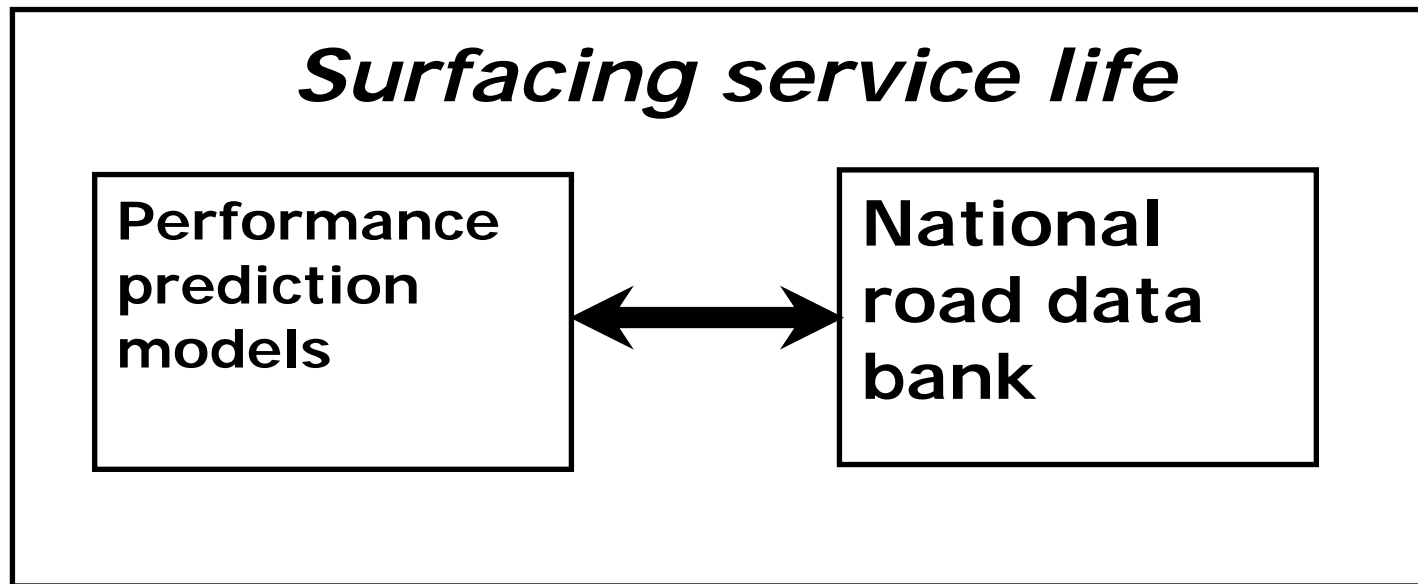 Surfacing service life
Performance
prediction
models
National
road data
bank